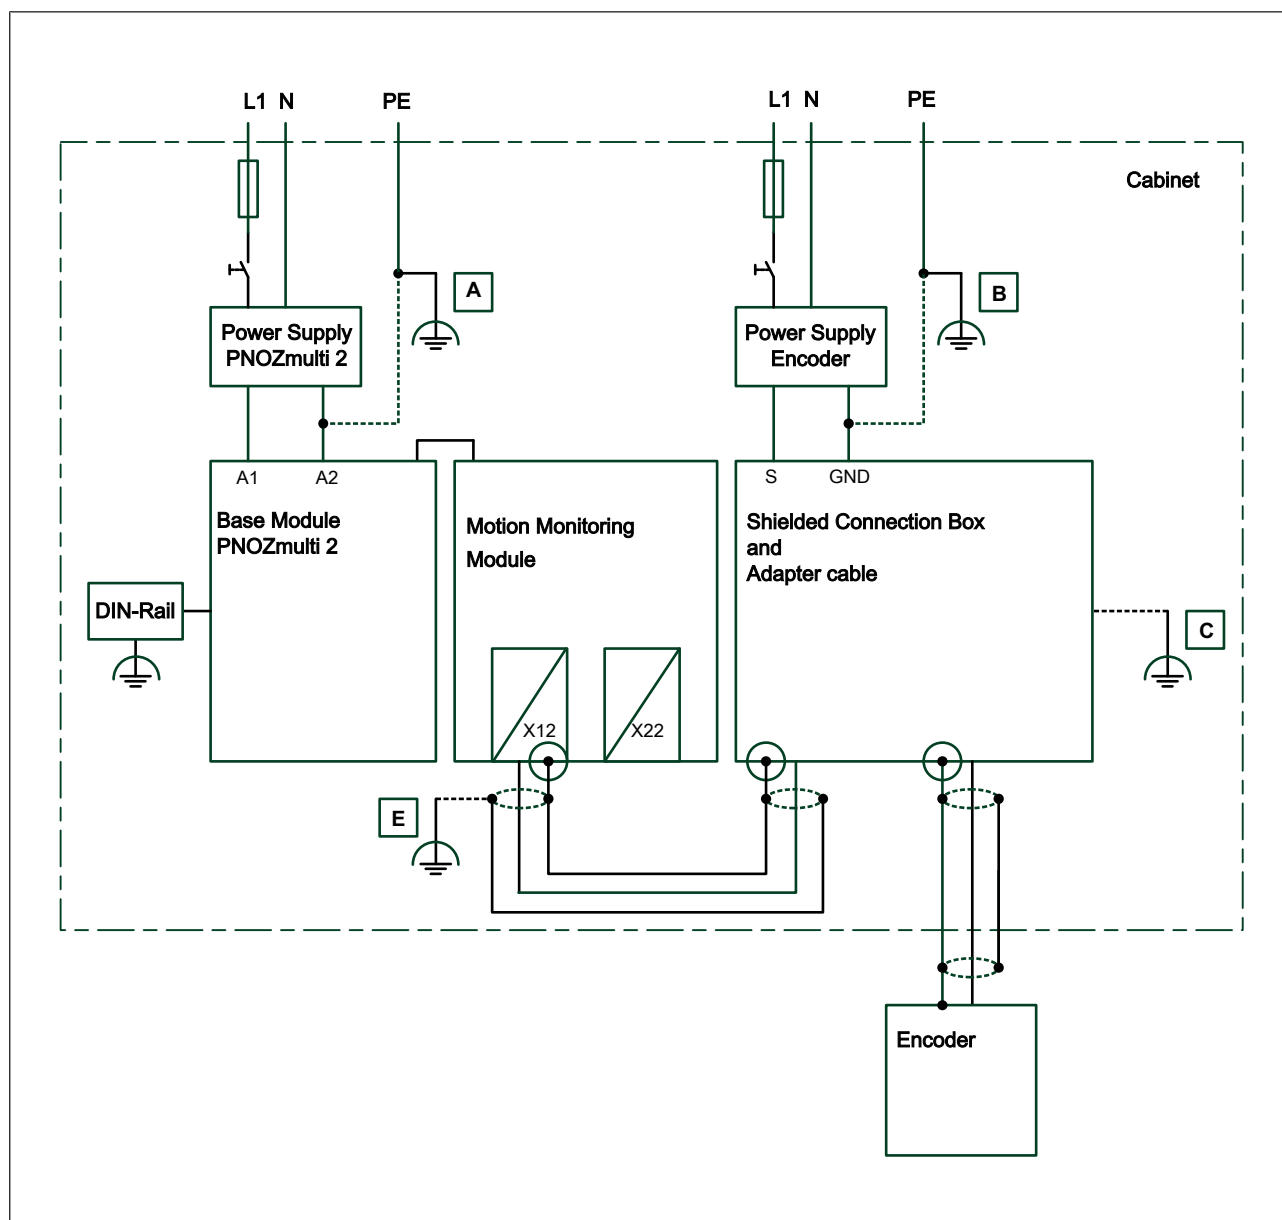 L1 N PE
L1 N PE
Cabinet
A
B
Power Supply
PNOZmulti 2
Power Supply
Encoder
A1 A2
S GND
Base Module
PNOZmulti 2
Motion Monitoring
Module
Shielded Connection Box
and
Adapter cable
DIN-Rail
C
X12 X22
E
Encoder